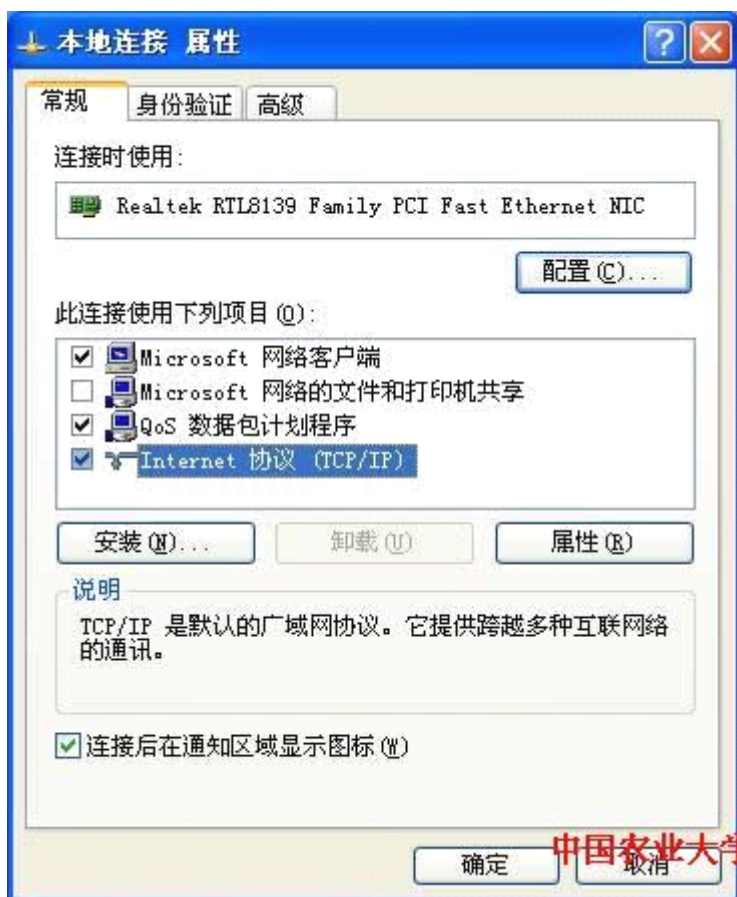 本地连接 属性
常规 身份验证 高级
连接时使用:
Realtek RTL8139 Family PCI Fast Ethernet NIC
配置(C)...
此连接使用下列项目(O):
Microsoft 网络客户端
Microsoft 网络的文件和打印机共享
QoS 数据包计划程序
Internet 协议 (TCP/IP)
安装(N)... 卸载(U) 属性(R)
说明
TCP/IP 是默认的广域网协议。它提供跨越多种互联网络
的通讯。
连接后在通知区域显示图标(W)
确定 取消
中国农业大学